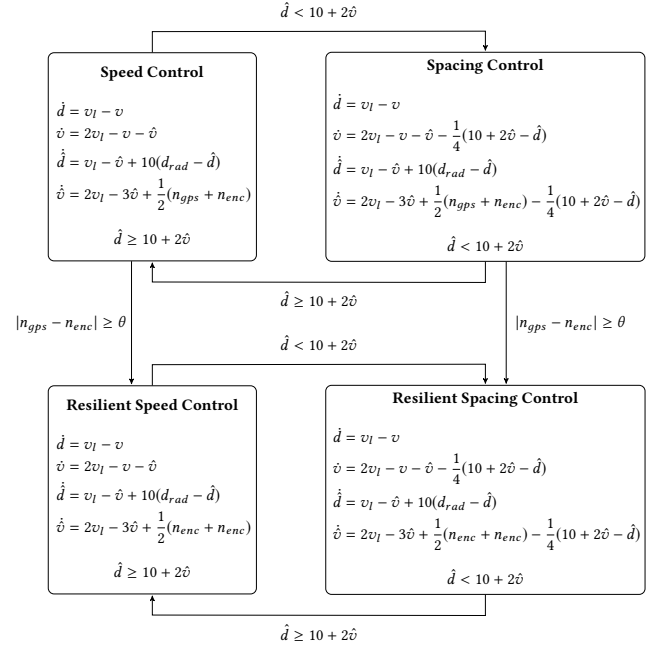 d̂ < 10 + 2v̂
Speed Control
ḋ = v_l − v
v̇ = 2v_l − v − v̂
d̂̇ = v_l − v̂ + 10(d_rad − d̂)
v̂̇ = 2v_l − 3v̂ + 1/2(n_gps + n_enc)
d̂ ≥ 10 + 2v̂
Spacing Control
ḋ = v_l − v
v̇ = 2v_l − v − v̂ − 1/4(10 + 2v̂ − d̂)
d̂̇ = v_l − v̂ + 10(d_rad − d̂)
v̂̇ = 2v_l − 3v̂ + 1/2(n_gps + n_enc) − 1/4(10 + 2v̂ − d̂)
d̂ < 10 + 2v̂
d̂ ≥ 10 + 2v̂
|n_gps − n_enc| ≥ θ
|n_gps − n_enc| ≥ θ
d̂ < 10 + 2v̂
Resilient Speed Control
ḋ = v_l − v
v̇ = 2v_l − v − v̂
d̂̇ = v_l − v̂ + 10(d_rad − d̂)
v̂̇ = 2v_l − 3v̂ + 1/2(n_enc + n_enc)
d̂ ≥ 10 + 2v̂
Resilient Spacing Control
ḋ = v_l − v
v̇ = 2v_l − v − v̂ − 1/4(10 + 2v̂ − d̂)
d̂̇ = v_l − v̂ + 10(d_rad − d̂)
v̂̇ = 2v_l − 3v̂ + 1/2(n_enc + n_enc) − 1/4(10 + 2v̂ − d̂)
d̂ < 10 + 2v̂
d̂ ≥ 10 + 2v̂